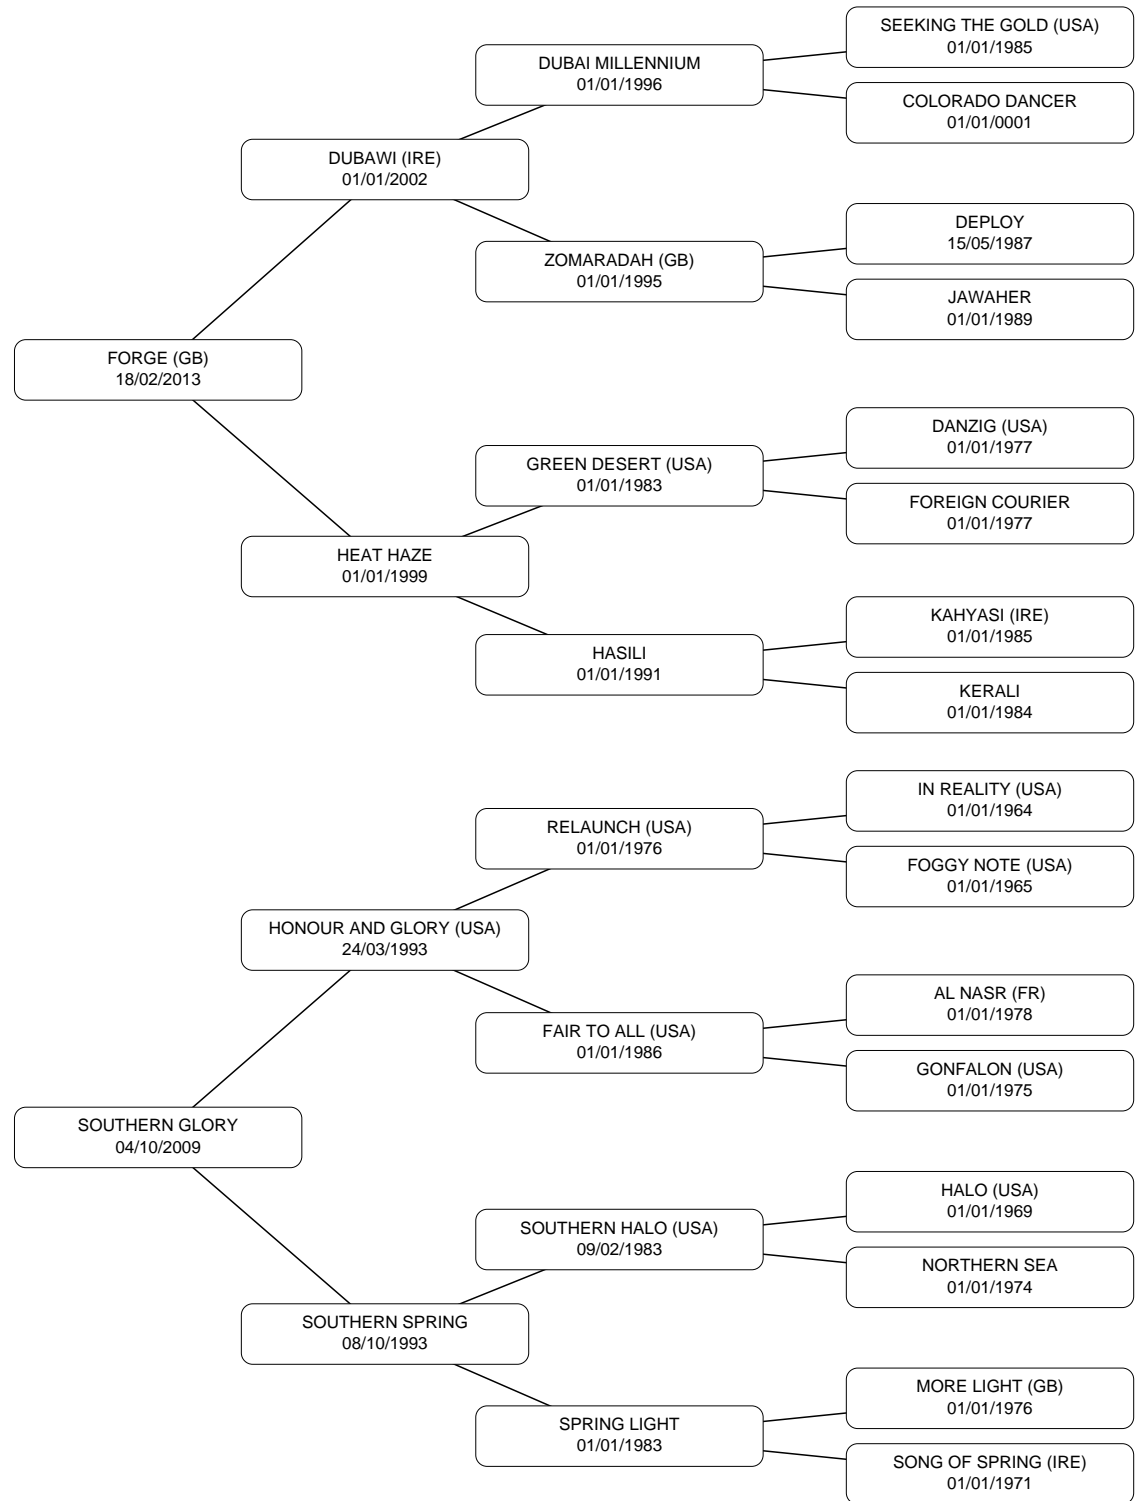 SEEKING THE GOLD (USA)
01/01/1985
DUBAI MILLENNIUM
01/01/1996
COLORADO DANCER
01/01/0001
DUBAWI (IRE)
01/01/2002
DEPLOY
15/05/1987
ZOMARADAH (GB)
01/01/1995
JAWAHER
01/01/1989
FORGE (GB)
18/02/2013
DANZIG (USA)
01/01/1977
GREEN DESERT (USA)
01/01/1983
FOREIGN COURIER
01/01/1977
HEAT HAZE
01/01/1999
KAHYASI (IRE)
01/01/1985
HASILI
01/01/1991
KERALI
01/01/1984
IN REALITY (USA)
01/01/1964
RELAUNCH (USA)
01/01/1976
FOGGY NOTE (USA)
01/01/1965
HONOUR AND GLORY (USA)
24/03/1993
AL NASR (FR)
01/01/1978
FAIR TO ALL (USA)
01/01/1986
GONFALON (USA)
01/01/1975
SOUTHERN GLORY
04/10/2009
HALO (USA)
01/01/1969
SOUTHERN HALO (USA)
09/02/1983
NORTHERN SEA
01/01/1974
SOUTHERN SPRING
08/10/1993
MORE LIGHT (GB)
01/01/1976
SPRING LIGHT
01/01/1983
SONG OF SPRING (IRE)
01/01/1971